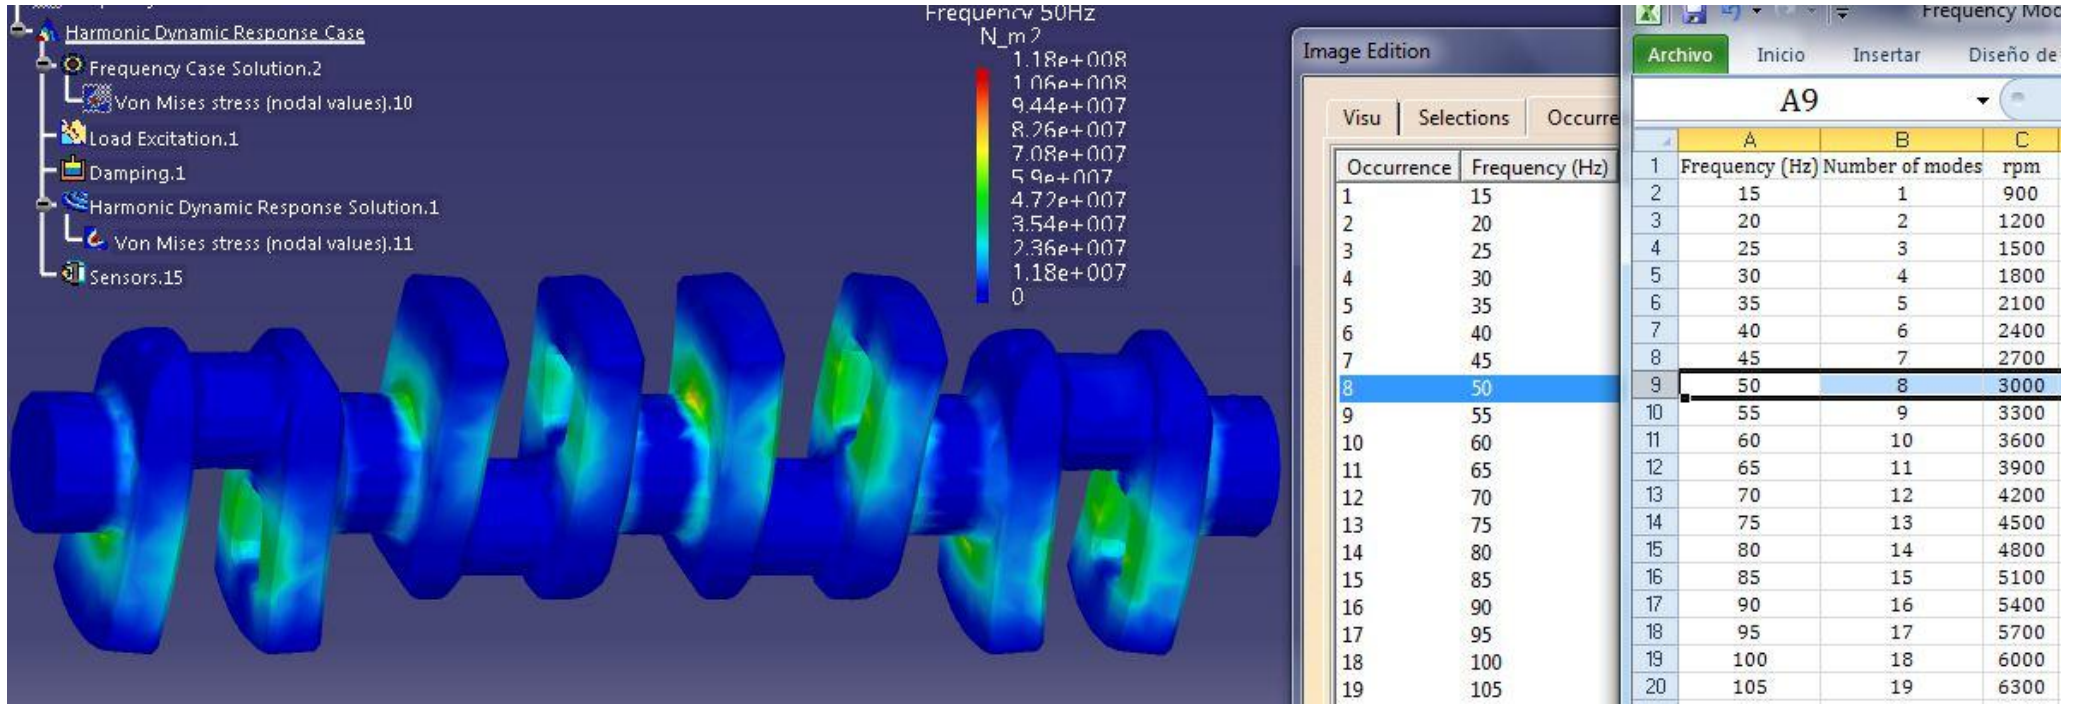 Harmonic Dynamic Response Case
Frequency Case Solution.2
Von Mises stress (nodal values).10
Load Excitation.1
Damping.1
Harmonic Dynamic Response Solution.1
Von Mises stress (nodal values).11
Sensors.15
Frequency 50Hz
N_m2
1.18e+008
1.06e+008
9.44e+007
8.26e+007
7.08e+007
5.9e+007
4.72e+007
3.54e+007
2.36e+007
1.18e+007
0
Image Edition
Visu Selections Occurre
Occurrence Frequency (Hz)
1 15
2 20
3 25
4 30
5 35
6 40
7 45
8 50
9 55
10 60
11 65
12 70
13 75
14 80
15 85
16 90
17 95
18 100
19 105
Frequency Mod
Archivo Inicio Insertar Diseño de
A9
A B C
1 Frequency (Hz) Number of modes rpm
2 15 1 900
3 20 2 1200
4 25 3 1500
5 30 4 1800
6 35 5 2100
7 40 6 2400
8 45 7 2700
9 50 8 3000
10 55 9 3300
11 60 10 3600
12 65 11 3900
13 70 12 4200
14 75 13 4500
15 80 14 4800
16 85 15 5100
17 90 16 5400
18 95 17 5700
19 100 18 6000
20 105 19 6300